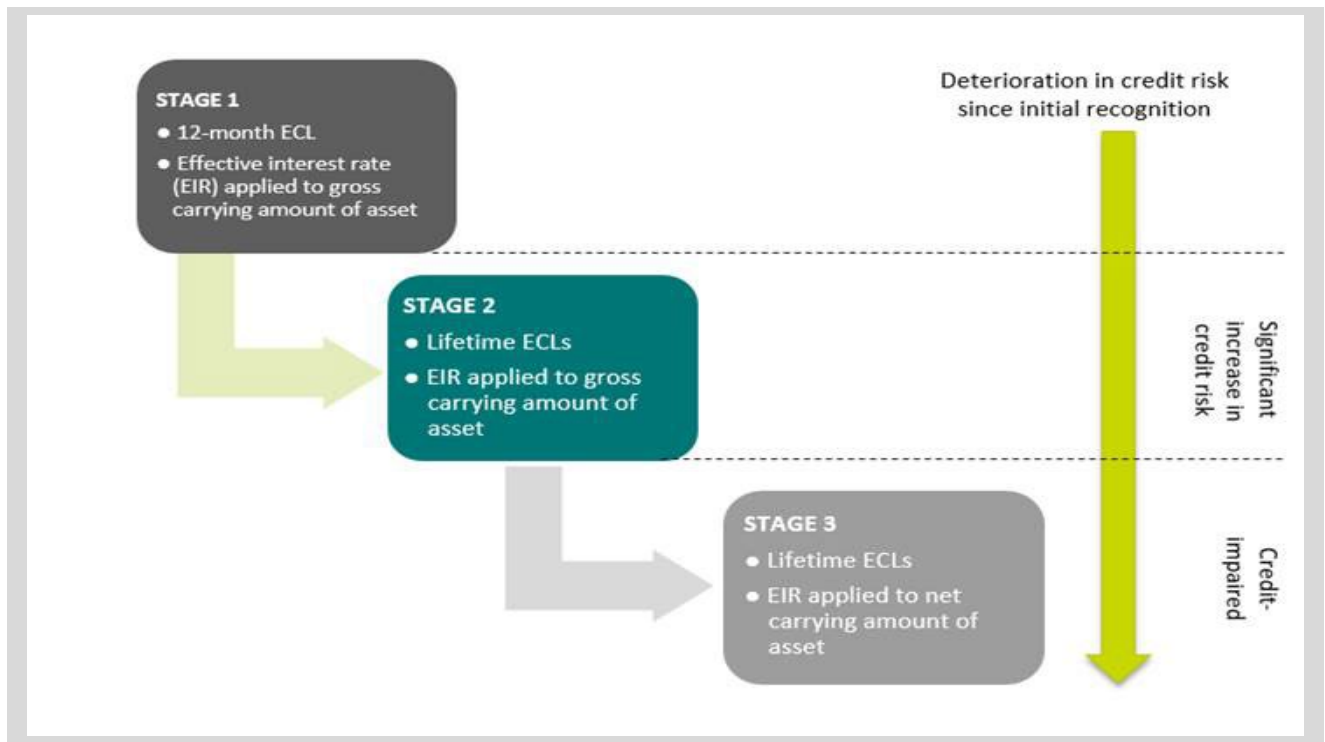 STAGE 1
● 12-month ECL
● Effective interest rate
(EIR) applied to gross
carrying amount of asset
Deterioration in credit risk
since initial recognition
STAGE 2
● Lifetime ECLs
● EIR applied to gross
carrying amount of
asset
Significant
increase in
credit risk
STAGE 3
● Lifetime ECLs
● EIR applied to net
carrying amount of
asset
Credit-
impaired